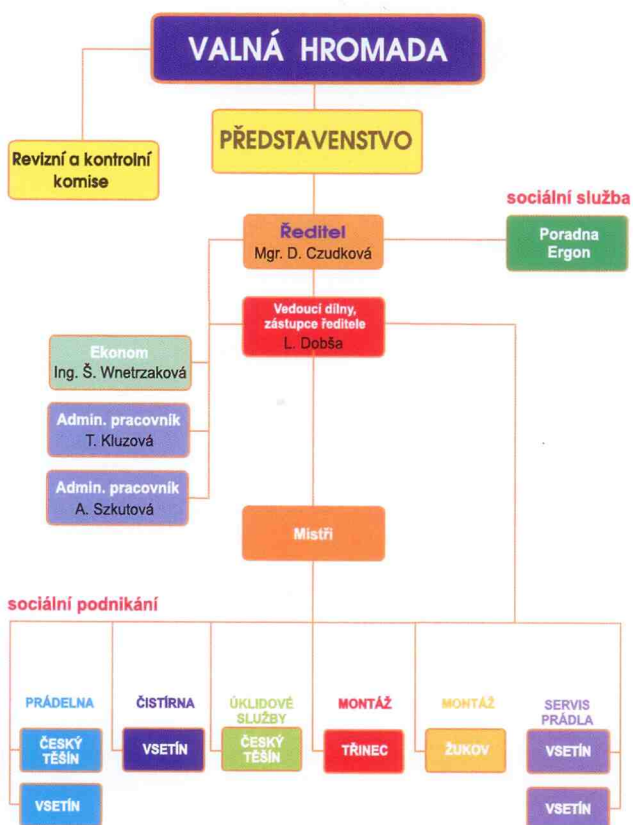 VALNÁ HROMADA
PŘEDSTAVENSTVO
Revizní a kontrolní
komise
sociální služba
Ředitel
Mgr. D. Czudková
Poradna
Ergon
Vedoucí dílny,
zástupce ředitele
L. Dobša
Ekonom
Ing. Š. Wnetrzaková
Admin. pracovník
T. Kluzová
Admin. pracovník
A. Szkutová
Mistři
sociální podnikání
PRÁDELNA
ČESKÝ
TĚŠÍN
VSETÍN
ČISTÍRNA
VSETÍN
ÚKLIDOVÉ
SLUŽBY
ČESKÝ
TĚŠÍN
MONTÁŽ
TŘINEC
MONTÁŽ
ŽUKOV
SERVIS
PRÁDLA
VSETÍN
VSETÍN